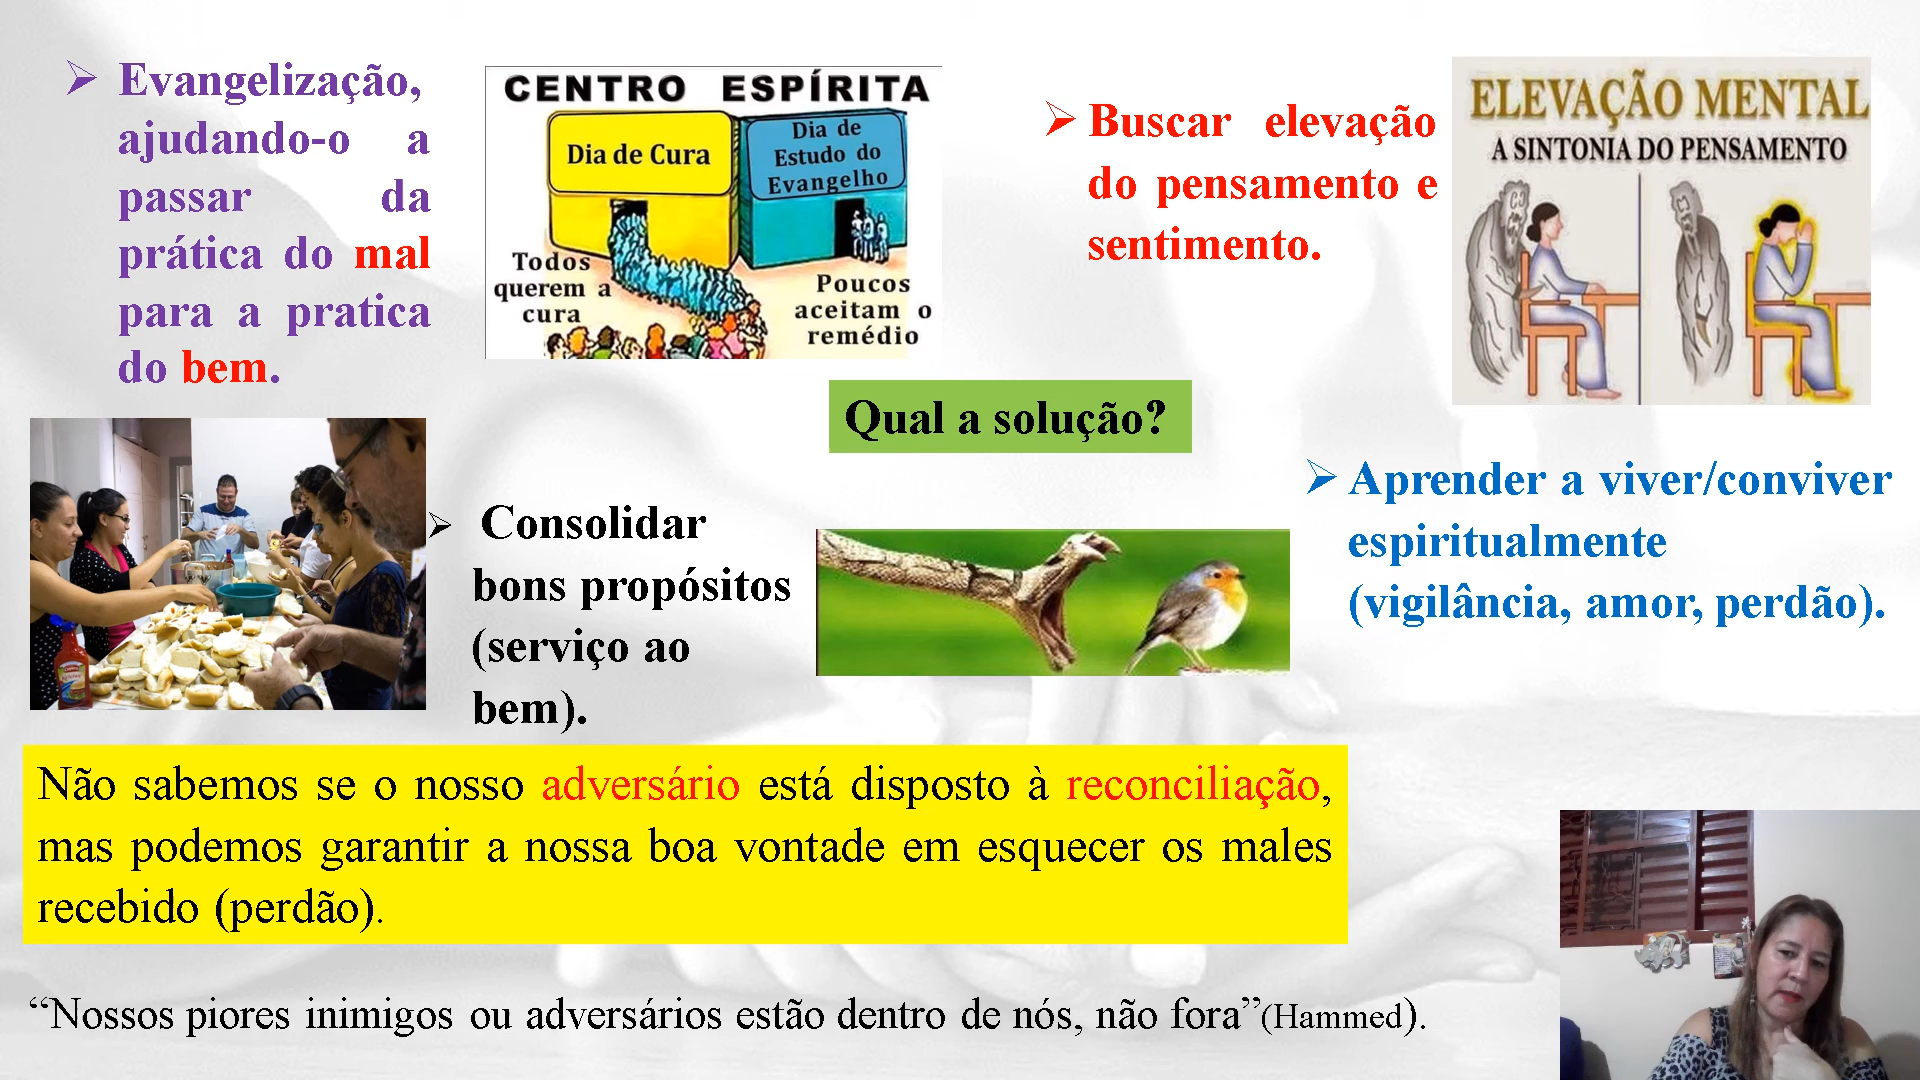 ➢ Evangelização,
ajudando-o a
passar da
prática do mal
para a pratica
do bem.
CENTRO ESPÍRITA
Dia de Cura
Dia de
Estudo do
Evangelho
Todos
querem a
cura
Poucos
aceitam o
remédio
➢ Buscar elevação
do pensamento e
sentimento.
ELEVAÇÃO MENTAL
A SINTONIA DO PENSAMENTO
Qual a solução?
➢ Consolidar
bons propósitos
(serviço ao
bem).
➢ Aprender a viver/conviver
espiritualmente
(vigilância, amor, perdão).
Não sabemos se o nosso adversário está disposto à reconciliação,
mas podemos garantir a nossa boa vontade em esquecer os males
recebido (perdão).
“Nossos piores inimigos ou adversários estão dentro de nós, não fora”(Hammed).